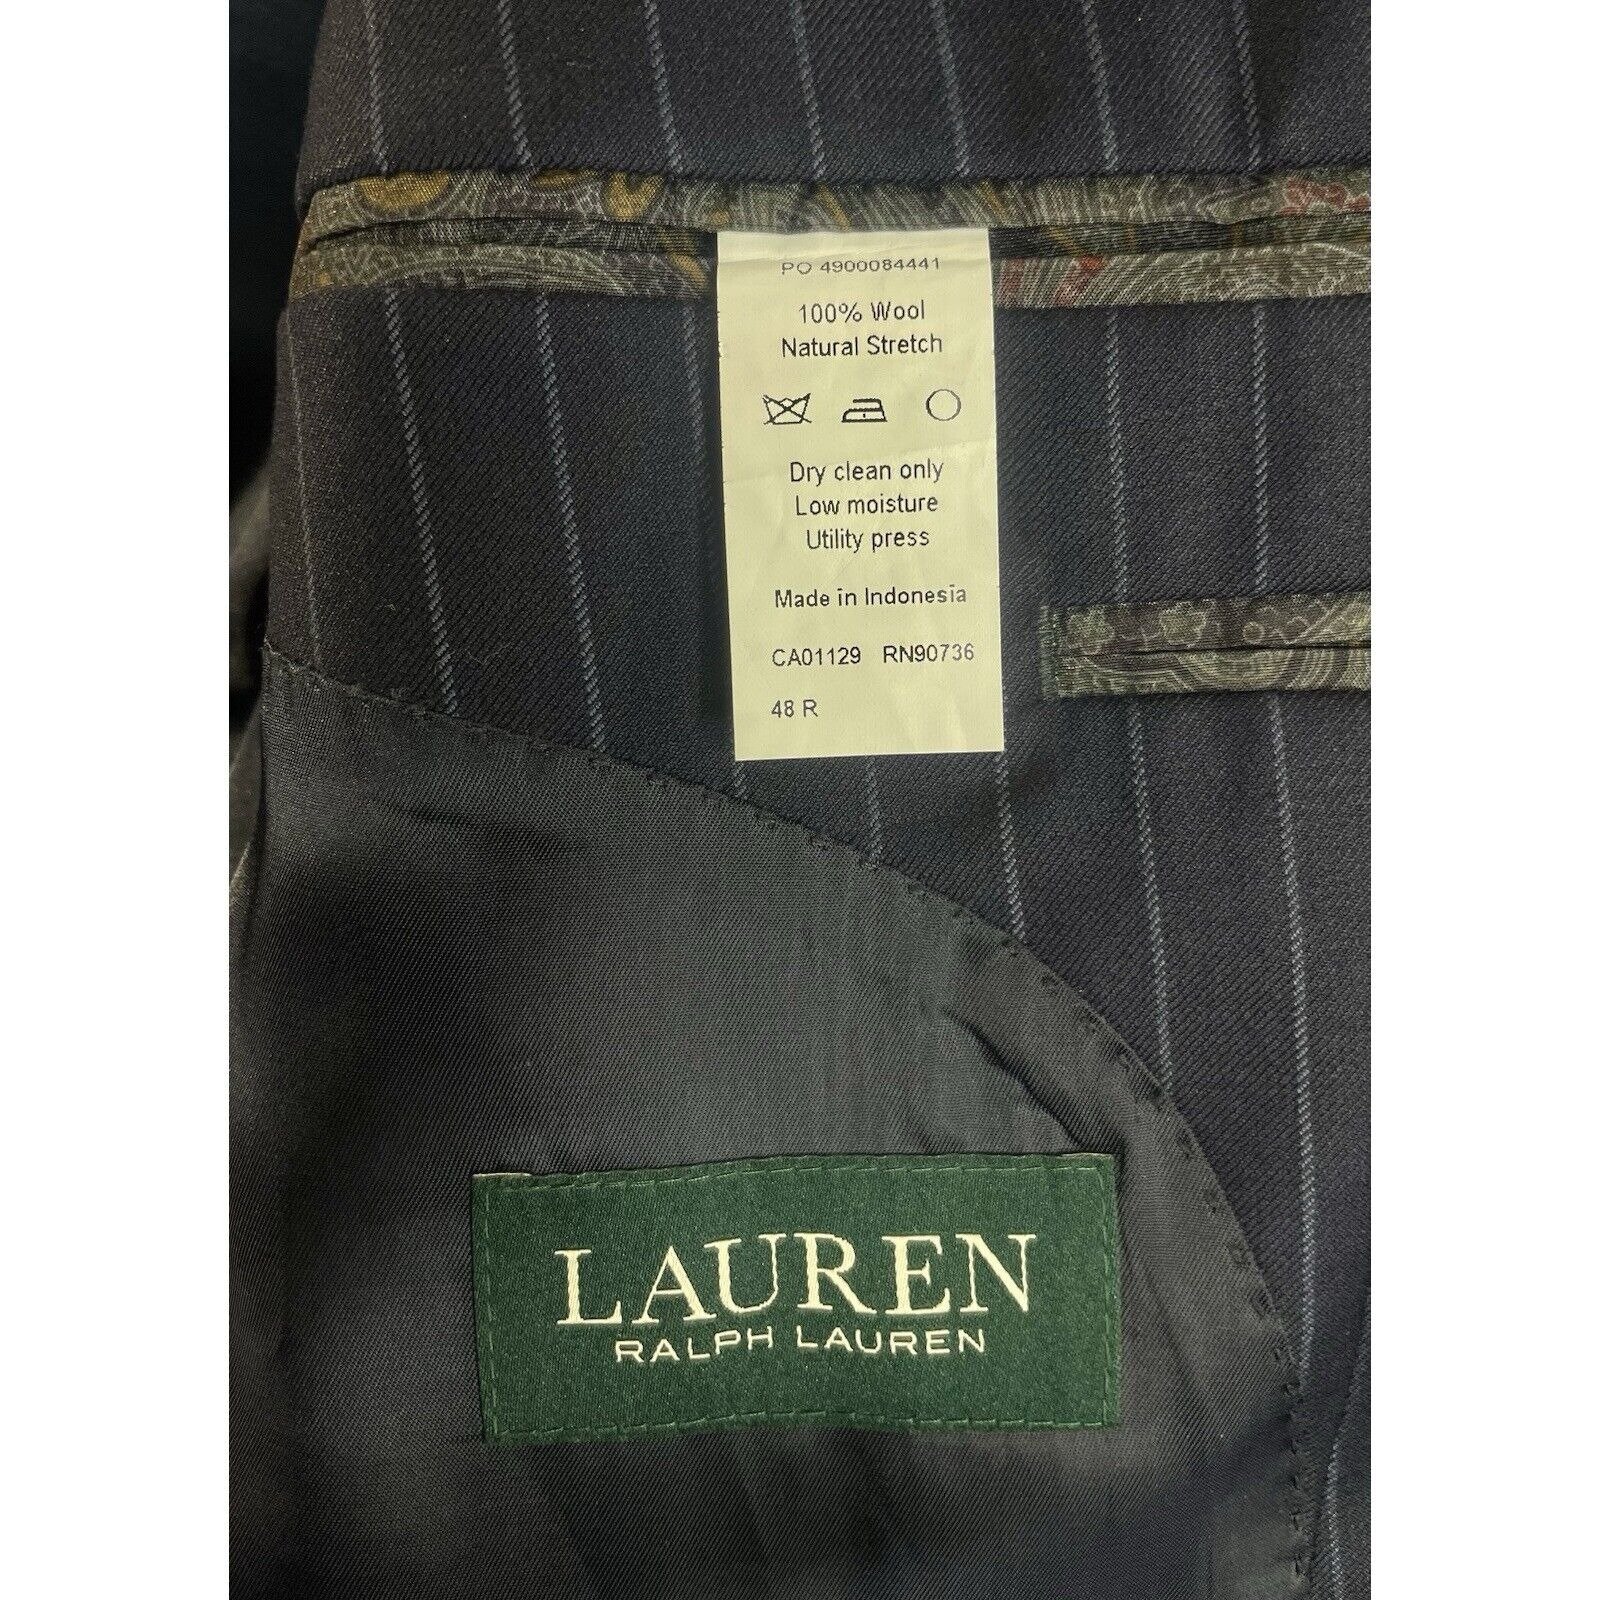 PO 4900084441
100% Wool
Natural Stretch
Dry clean only
Low moisture
Utility press
Made in Indonesia
CA01129 RN90736
48 R
LAUREN
RALPH LAUREN